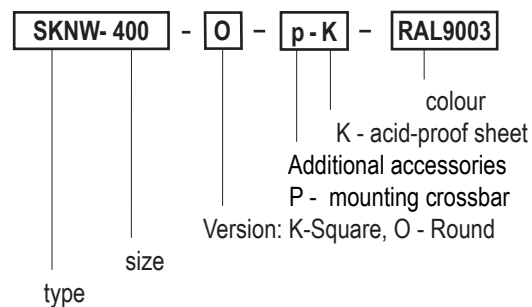 SKNW- 400 - O - p - K - RAL9003
colour
K - acid-proof sheet
Additional accessories
P - mounting crossbar
Version: K-Square, O - Round
size
type